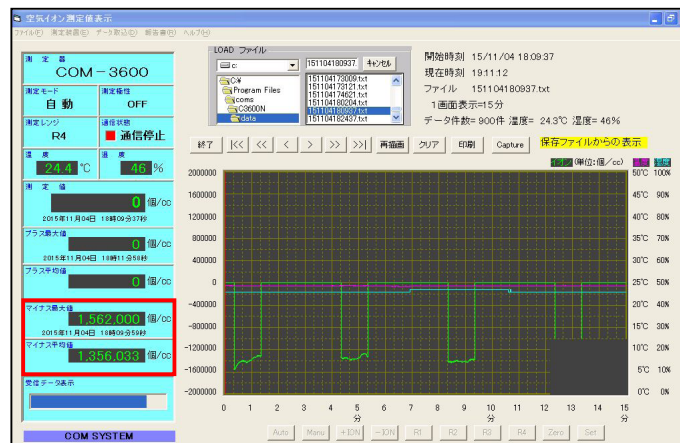 空気イオン測定値表示
ファイル(F) 測定装置(E) データ取込(D) 報告書(R) ヘルプ(H)
測 定 器
COM-3600
測定モード 測定極性
自 動 OFF
測定レンジ 通信状態
R4 通信停止
温 度 湿 度
24.4 ℃ 46 %
測 定 値
0 個/cc
2015年11月04日 18時09分37秒
プラス最大値
0 個/cc
2015年11月04日 18時11分58秒
プラス平均値
0 個/cc
マイナス最大値
1,562,000 個/cc
2015年11月04日 18時09分59秒
マイナス平均値
1,356,033 個/cc
受信データ表示
COM SYSTEM
LOAD ファイル
c: 151104180937. キャンセル
C:¥
Program Files
coms
C3600N
data
151104173009.txt
151104173121.txt
151104174621.txt
151104180204.txt
151104180937.txt
151104182437.txt
開始時刻 15/11/04 18:09:37
現在時刻 19:11:12
ファイル 151104180937.txt
1画面表示=15分
データ件数= 900件 温度= 24.3℃ 湿度= 46%
終了 |<< << < > >> >>| 再描画 クリア 印刷 Capture 保存ファイルからの表示
イオン (単位:個/cc) 温度 湿度
2000000 50℃ 100%
1600000 45℃ 90%
1200000 40℃ 80%
800000 35℃ 70%
400000 30℃ 60%
0 25℃ 50%
-400000 20℃ 40%
-800000 15℃ 30%
-1200000 10℃ 20%
-1600000 5℃ 10%
-2000000 0℃ 0%
0 1 2 3 4 5 6 7 8 9 10 11 12 13 14 15
分 分 分
Auto Manu +ION -ION R1 R2 R3 R4 Zero Set